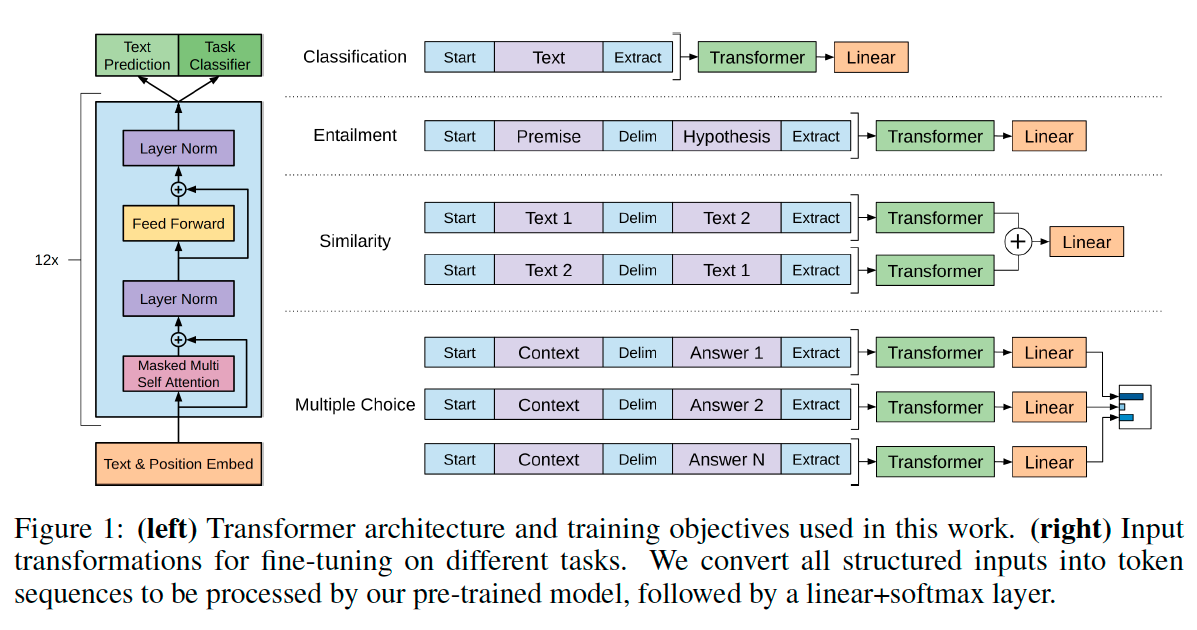 Text
Prediction
Task
Classifier
12x
Layer Norm
+
Feed Forward
Layer Norm
+
Masked Multi
Self Attention
Text & Position Embed
Classification
Start Text Extract Transformer Linear
Entailment
Start Premise Delim Hypothesis Extract Transformer Linear
Similarity
Start Text 1 Delim Text 2 Extract Transformer
+ Linear
Start Text 2 Delim Text 1 Extract Transformer
Multiple Choice
Start Context Delim Answer 1 Extract Transformer Linear
Start Context Delim Answer 2 Extract Transformer Linear
Start Context Delim Answer N Extract Transformer Linear
Figure 1: (left) Transformer architecture and training objectives used in this work. (right) Input
transformations for fine-tuning on different tasks. We convert all structured inputs into token
sequences to be processed by our pre-trained model, followed by a linear+softmax layer.